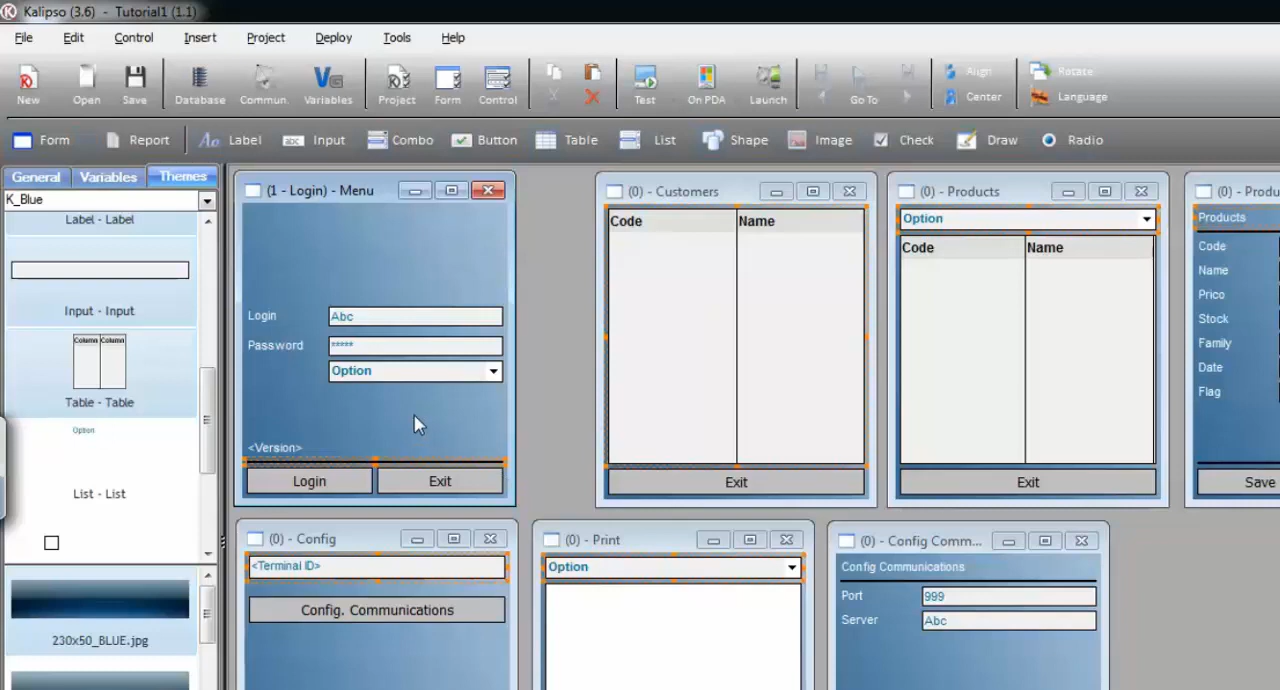 Kalipso (3.6) - Tutorial1 (1.1)
File Edit Control Insert Project Deploy Tools Help
New Open Save Database Commun. Variables Project Form Control Test On PDA Launch Go To Align Center Rotate Language
Form Report Label Input Combo Button Table List Shape Image Check Draw Radio
General Variables Themes
K_Blue
Label - Label
Input - Input
Column Column
Table - Table
Option
List - List
230x50_BLUE.jpg
(1 - Login) - Menu
Login Abc
Password *****
Option
<Version>
Login Exit
(0) - Customers
Code Name
Exit
(0) - Products
Option
Code Name
Exit
(0) - Produ
Products
Code
Name
Price
Stock
Family
Date
Flag
Save
(0) - Config
<Terminal ID>
Config. Communications
(0) - Print
Option
(0) - Config Comm...
Config Communications
Port 999
Server Abc